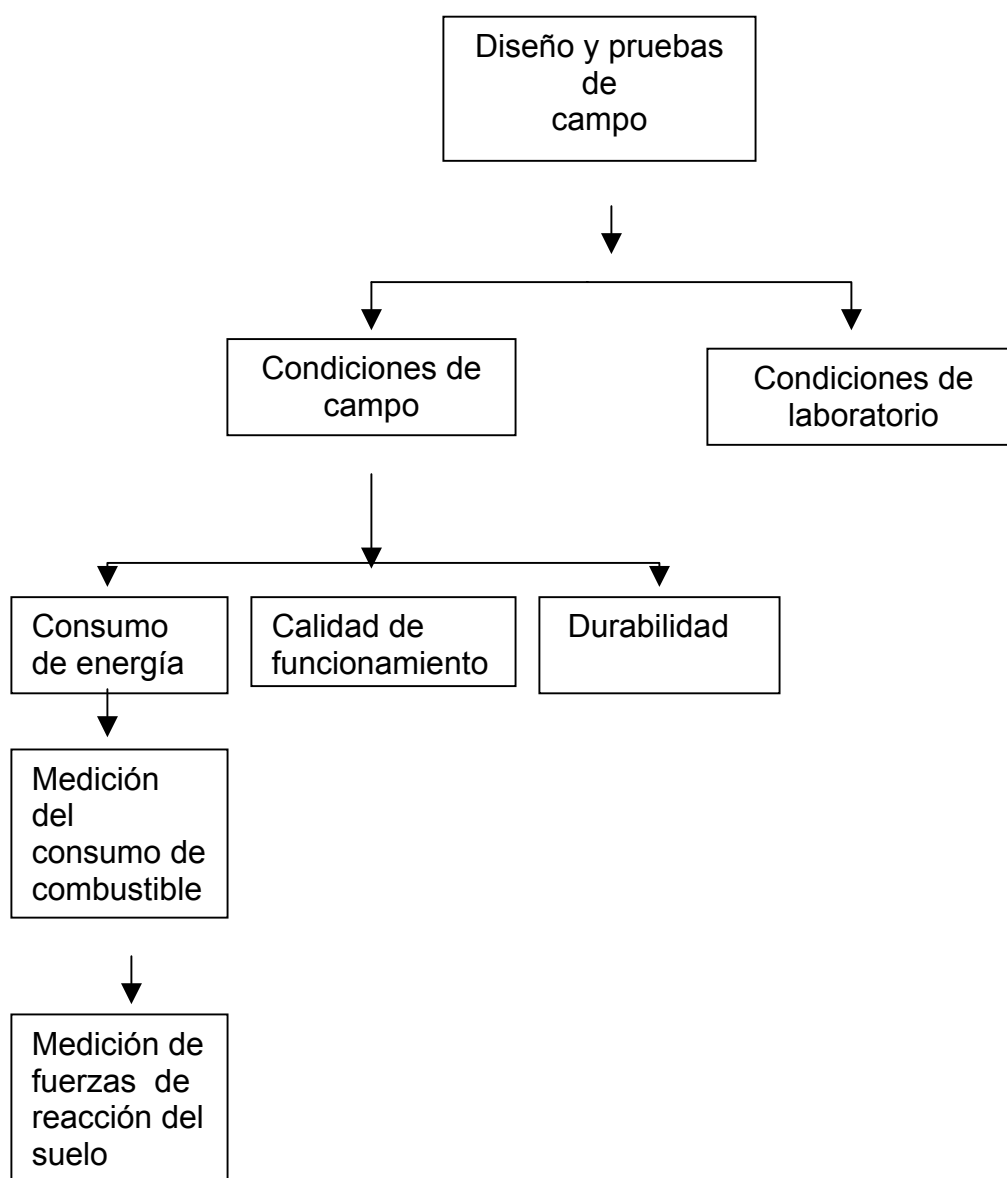 Diseño y pruebas
de
campo
Condiciones de
campo
Condiciones de
laboratorio
Consumo
de energía
Calidad de
funcionamiento
Durabilidad
Medición
del
consumo de
combustible
Medición de
fuerzas  de
reacción del
suelo